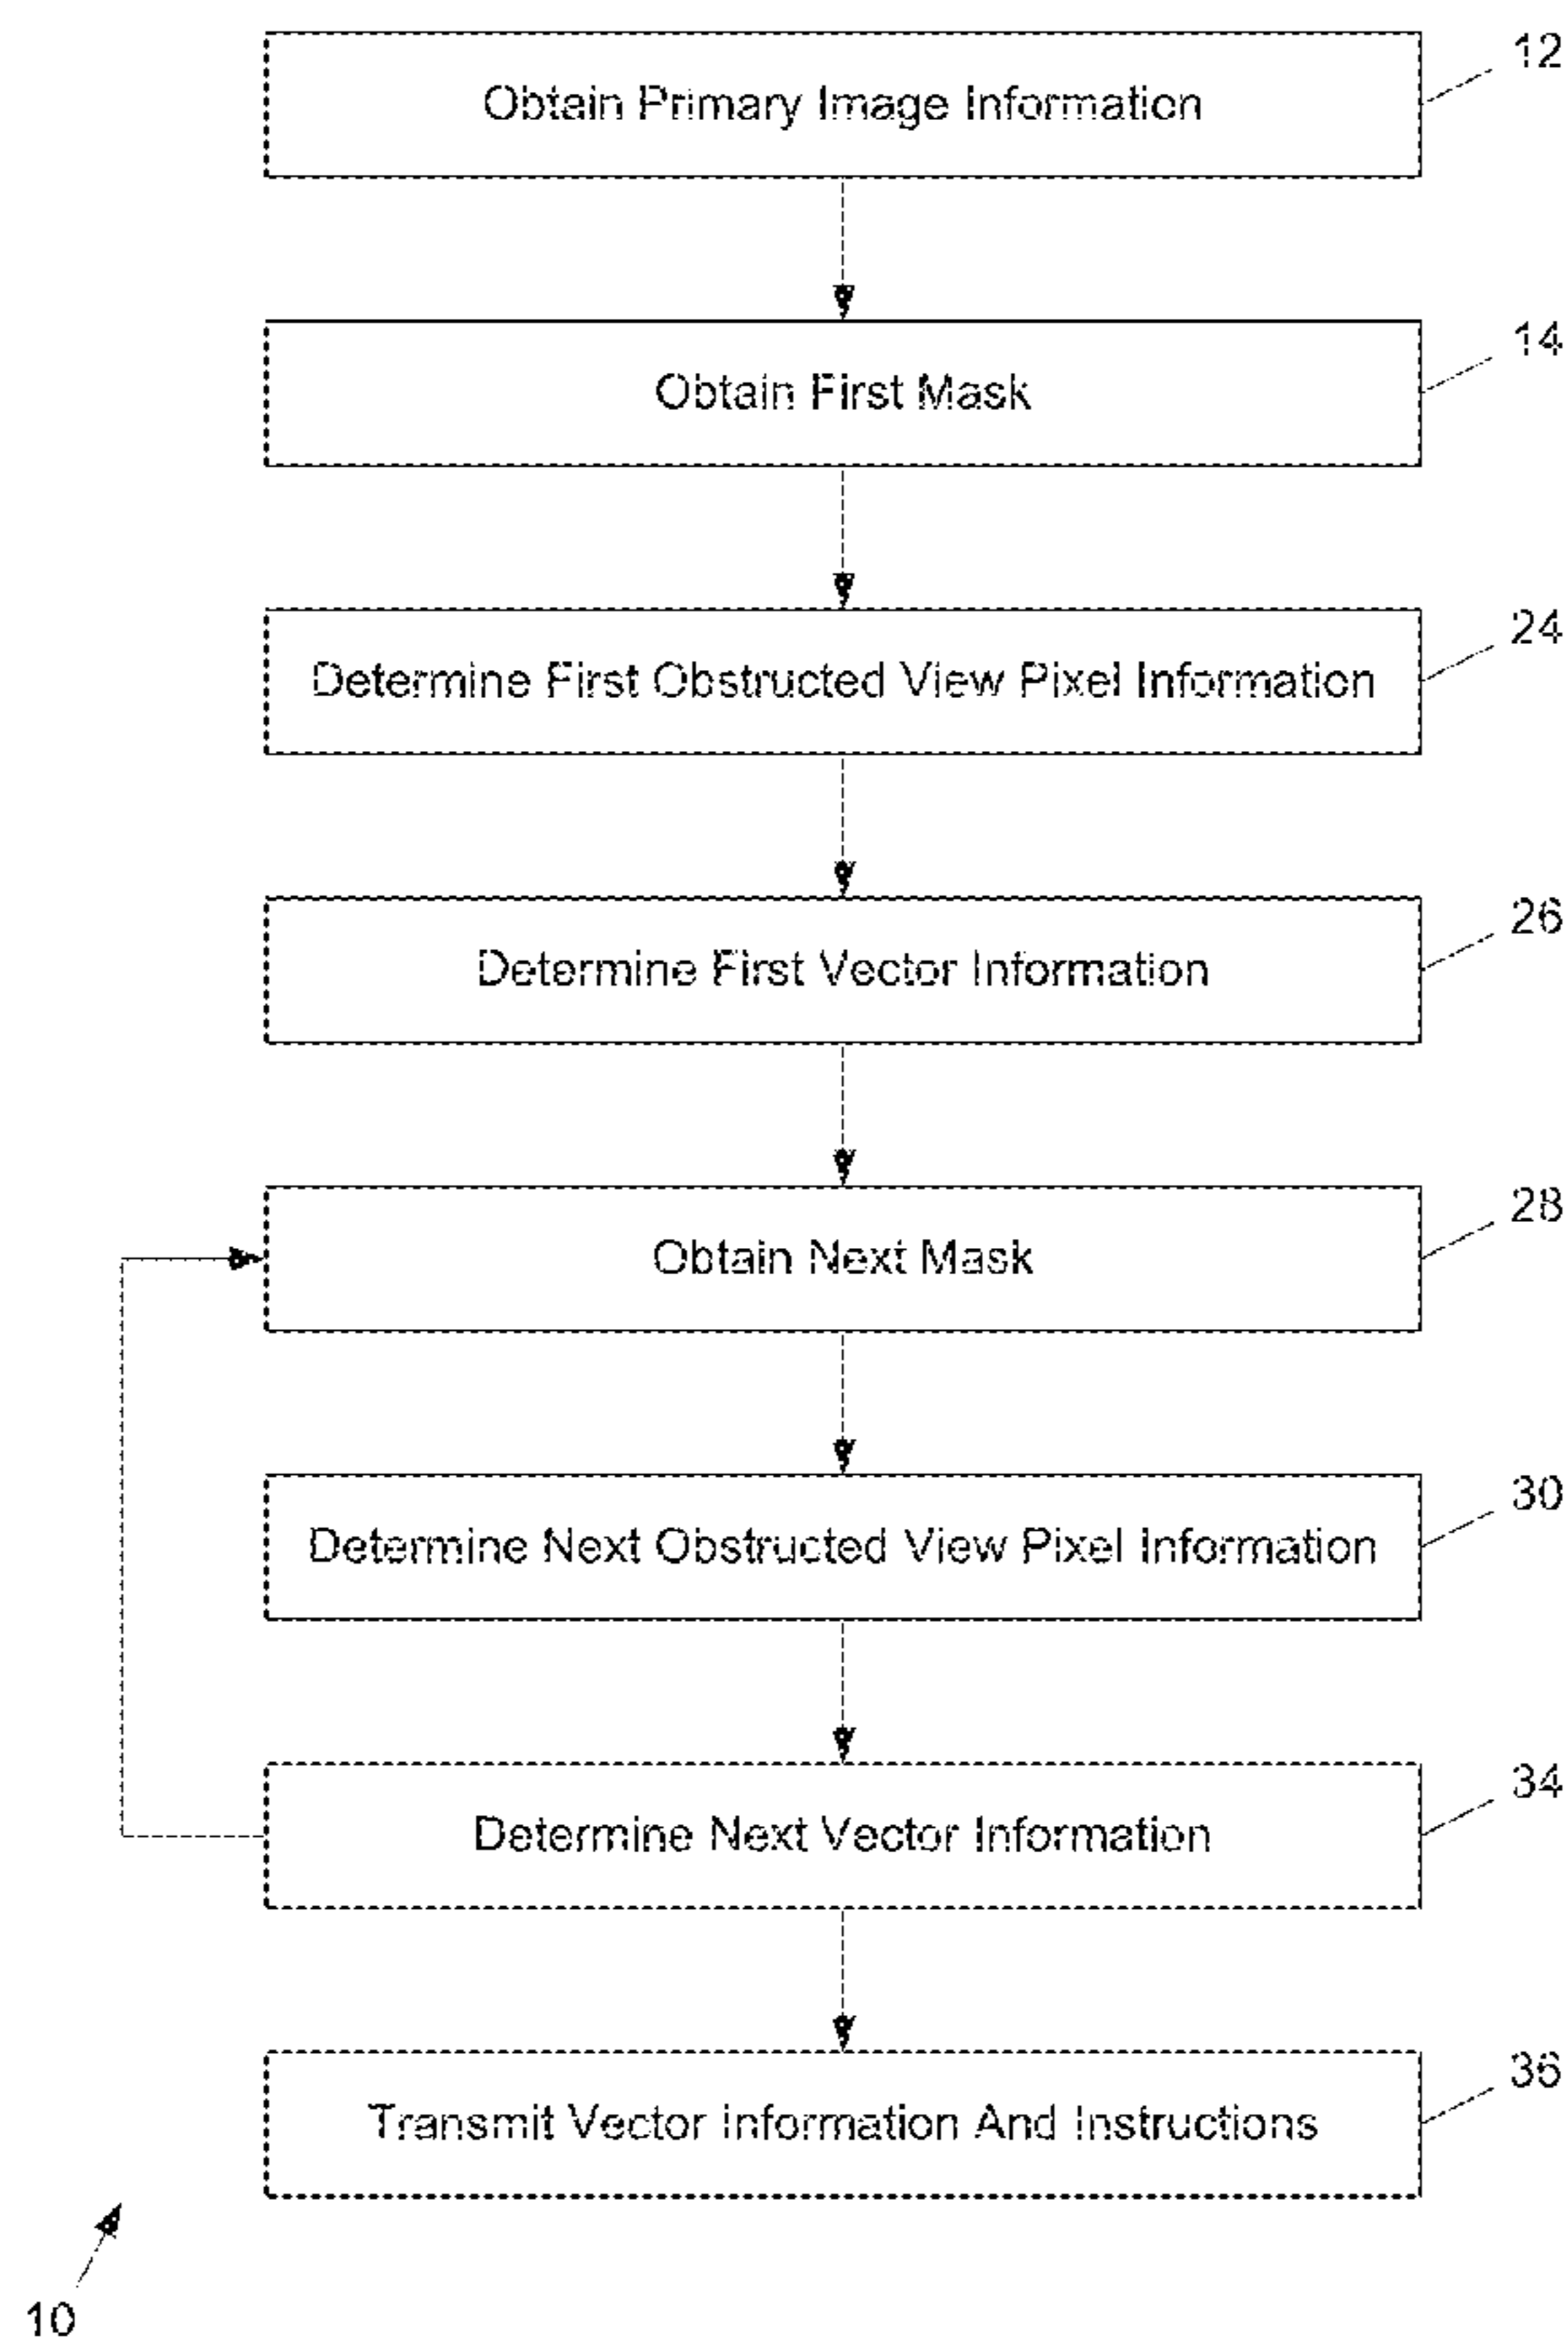 Obtain Primary Image Information
12
Obtain First Mask
14
Determine First Obstructed View Pixel Information
24
Determine First Vector Information
26
Obtain Next Mask
28
Determine Next Obstructed View Pixel Information
30
Determine Next Vector Information
34
Transmit Vector Information And Instructions
36
10